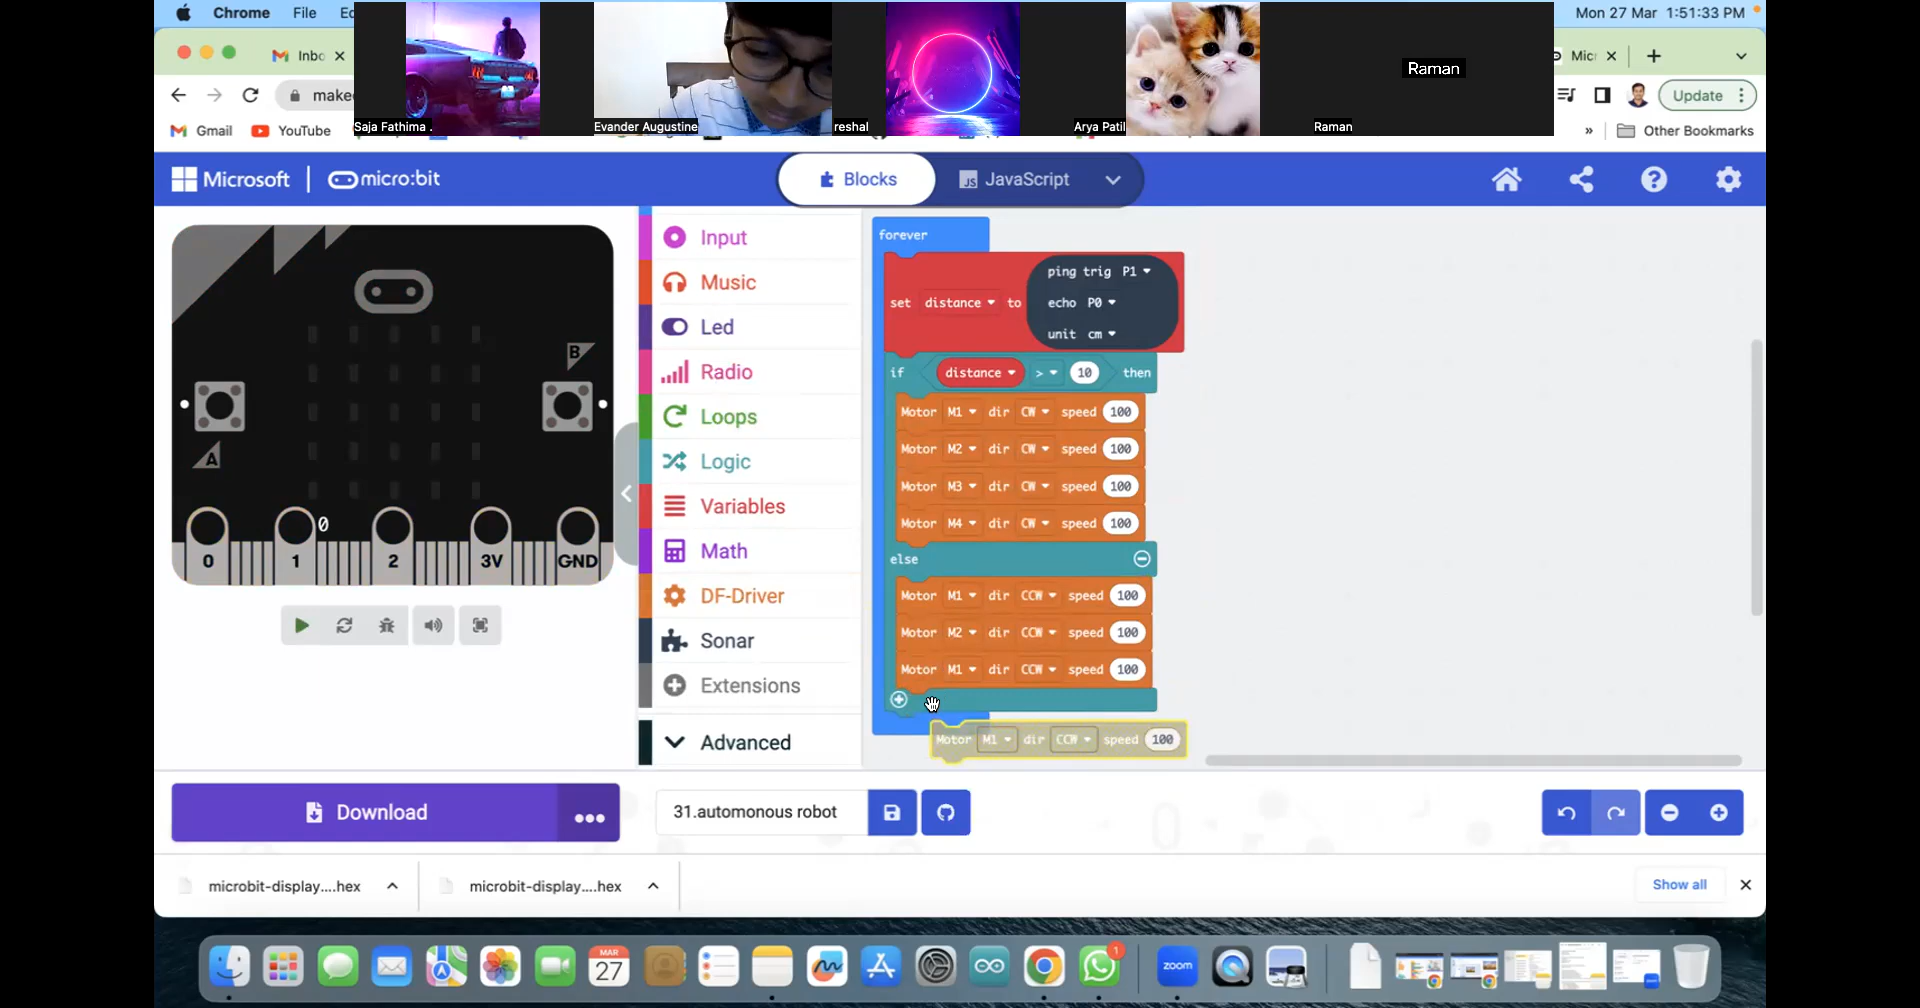 Chrome File
Mon 27 Mar 1:51:33 PM
Inbo
Saja Fathima .
Evander Augustine
reshal
Arya Patil
Raman
Raman
Update
Gmail YouTube
» Other Bookmarks
Microsoft | micro:bit
Blocks
JS JavaScript
Input
Music
Led
Radio
Loops
Logic
Variables
Math
DF-Driver
Sonar
Extensions
Advanced
A
B
0
0 1 2 3V GND
forever
set distance to
ping trig P1
echo P0
unit cm
if distance > 10 then
Motor M1 dir CW speed 100
Motor M2 dir CW speed 100
Motor M3 dir CW speed 100
Motor M4 dir CW speed 100
else
Motor M1 dir CCW speed 100
Motor M2 dir CCW speed 100
Motor M1 dir CCW speed 100
Motor M1 dir CCW speed 100
Download
31.automonous robot
microbit-display....hex
microbit-display....hex
Show all
MAR
27
1
zoom